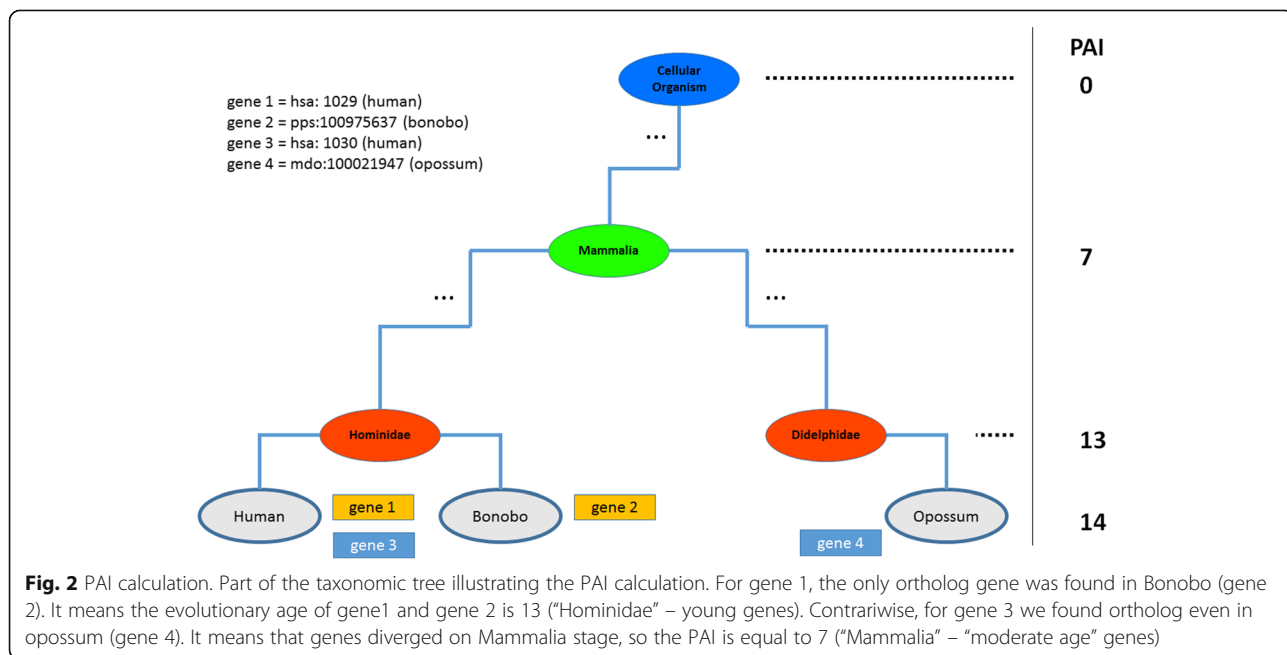 PAI
Cellular
Organism
0
gene 1 = hsa: 1029 (human)
gene 2 = pps:100975637 (bonobo)
gene 3 = hsa: 1030 (human)
gene 4 = mdo:100021947 (opossum)
...
Mammalia
7
...
...
Hominidae
Didelphidae
13
Human
gene 1
gene 3
Bonobo
gene 2
gene 4
Opossum
14
Fig. 2 PAI calculation. Part of the taxonomic tree illustrating the PAI calculation. For gene 1, the only ortholog gene was found in Bonobo (gene
2). It means the evolutionary age of gene1 and gene 2 is 13 (“Hominidae” – young genes). Contrariwise, for gene 3 we found ortholog even in
opossum (gene 4). It means that genes diverged on Mammalia stage, so the PAI is equal to 7 (“Mammalia” – “moderate age” genes)